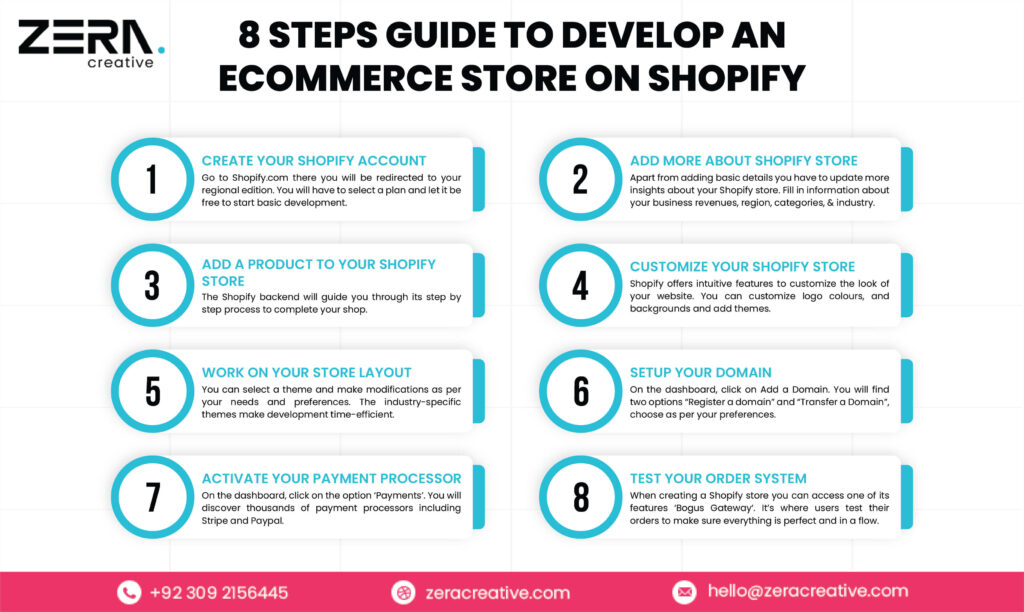 ZERA.
creative
8 STEPS GUIDE TO DEVELOP AN
ECOMMERCE STORE ON SHOPIFY
1
CREATE YOUR SHOPIFY ACCOUNT
Go to Shopify.com there you will be redirected to your
regional edition. You will have to select a plan and let it be
free to start basic development.
2
ADD MORE ABOUT SHOPIFY STORE
Apart from adding basic details you have to update more
insights about your Shopify store. Fill in information about
your business revenues, region, categories, & industry.
3
ADD A PRODUCT TO YOUR SHOPIFY
STORE
The Shopify backend will guide you through its step by
step process to complete your shop.
4
CUSTOMIZE YOUR SHOPIFY STORE
Shopify offers intuitive features to customize the look of
your website. You can customize logo colours, and
backgrounds and add themes.
5
WORK ON YOUR STORE LAYOUT
You can select a theme and make modifications as per
your needs and preferences. The industry-specific
themes make development time-efficient.
6
SETUP YOUR DOMAIN
On the dashboard, click on Add a Domain. You will find
two options “Register a domain” and “Transfer a Domain”,
choose as per your preferences.
7
ACTIVATE YOUR PAYMENT PROCESSOR
On the dashboard, click on the option ‘Payments’. You will
discover thousands of payment processors including
Stripe and Paypal.
8
TEST YOUR ORDER SYSTEM
When creating a Shopify store you can access one of its
features ‘Bogus Gateway’. It’s where users test their
orders to make sure everything is perfect and in a flow.
+92 309 2156445
zeracreative.com
hello@zeracreative.com